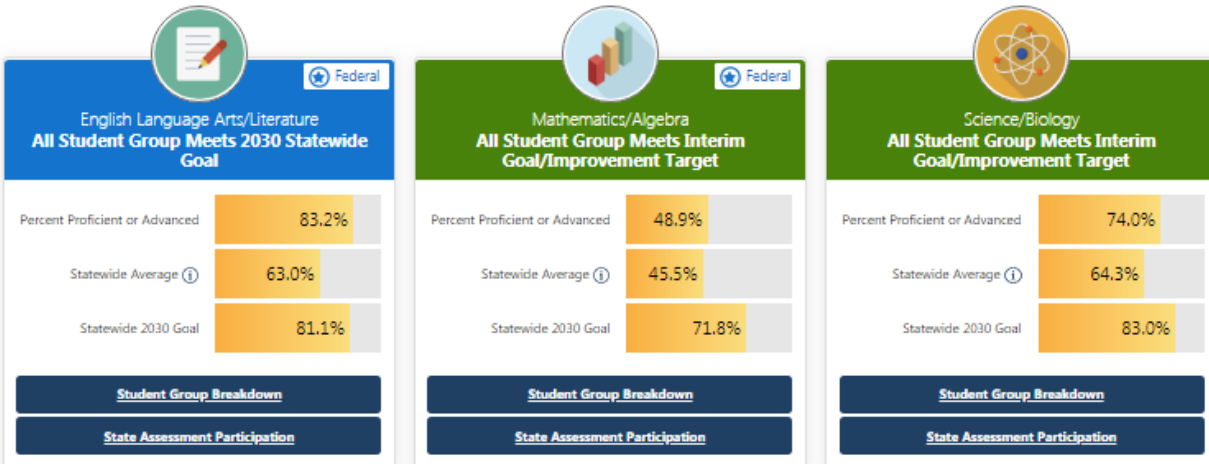 Federal
English Language Arts/Literature
All Student Group Meets 2030 Statewide
Goal
Percent Proficient or Advanced
83.2%
Statewide Average
63.0%
Statewide 2030 Goal
81.1%
Student Group Breakdown
State Assessment Participation
Federal
Mathematics/Algebra
All Student Group Meets Interim
Goal/Improvement Target
Percent Proficient or Advanced
48.9%
Statewide Average
45.5%
Statewide 2030 Goal
71.8%
Student Group Breakdown
State Assessment Participation
Science/Biology
All Student Group Meets Interim
Goal/Improvement Target
Percent Proficient or Advanced
74.0%
Statewide Average
64.3%
Statewide 2030 Goal
83.0%
Student Group Breakdown
State Assessment Participation